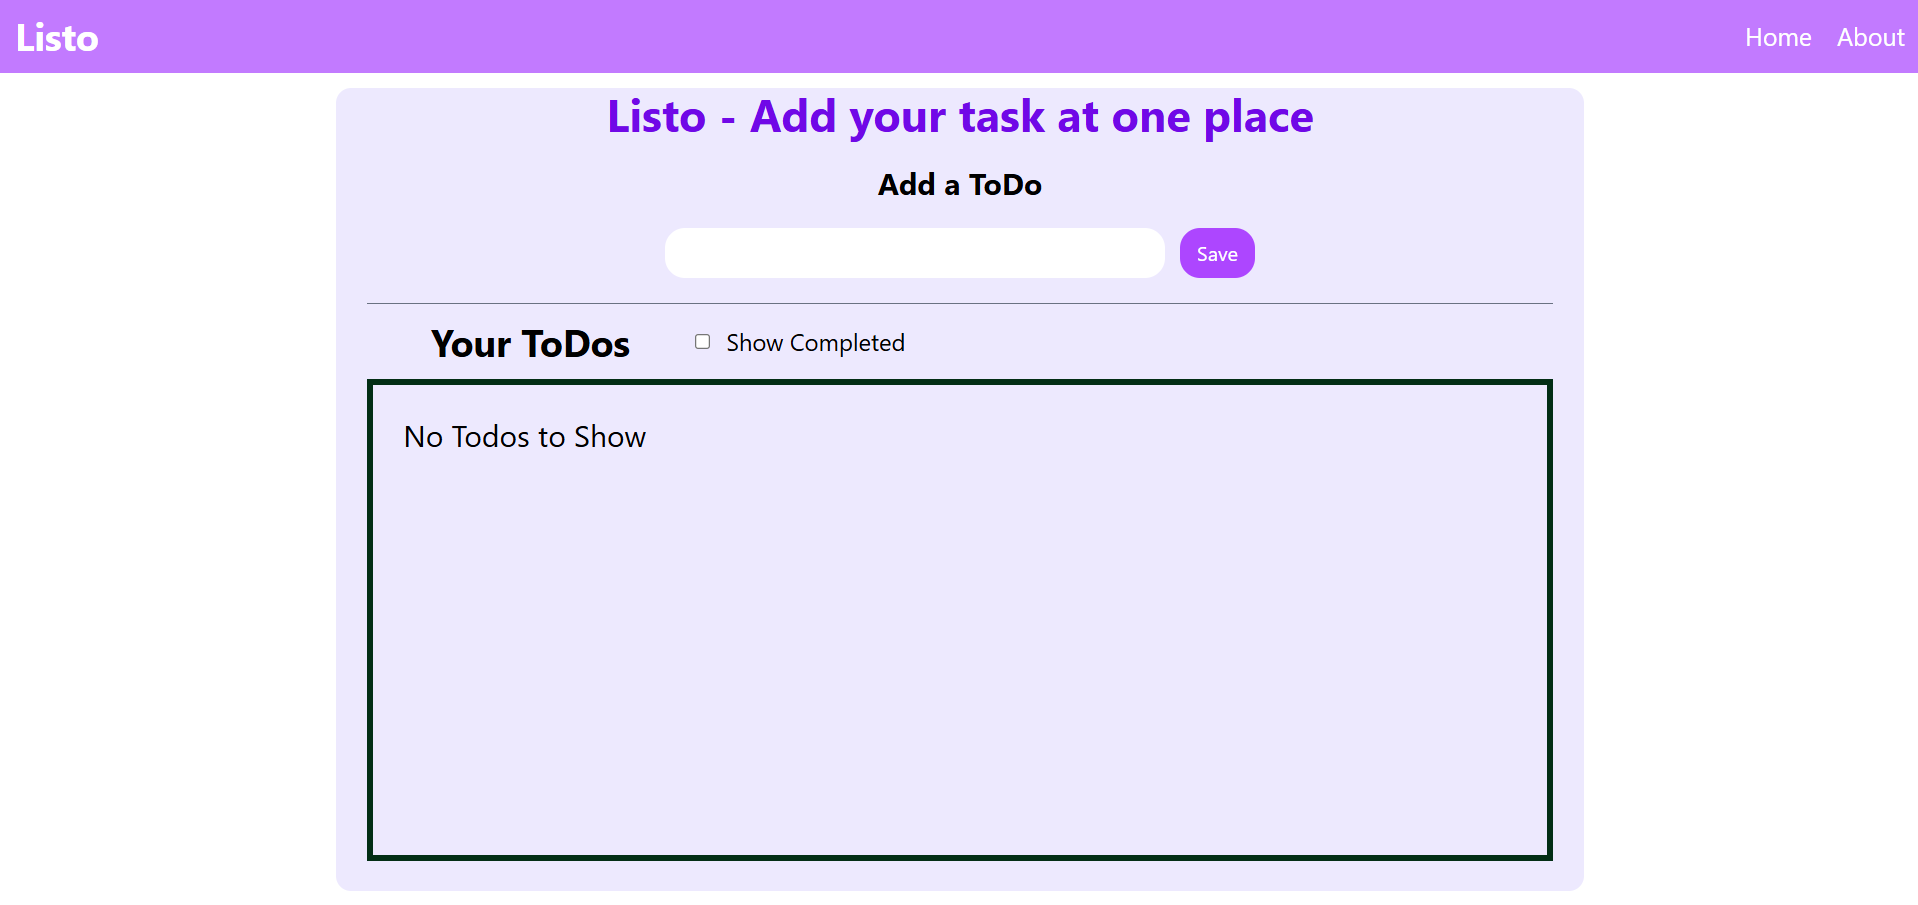 Listo
Home About
Listo - Add your task at one place
Add a ToDo
Save
Your ToDos
Show Completed
No Todos to Show